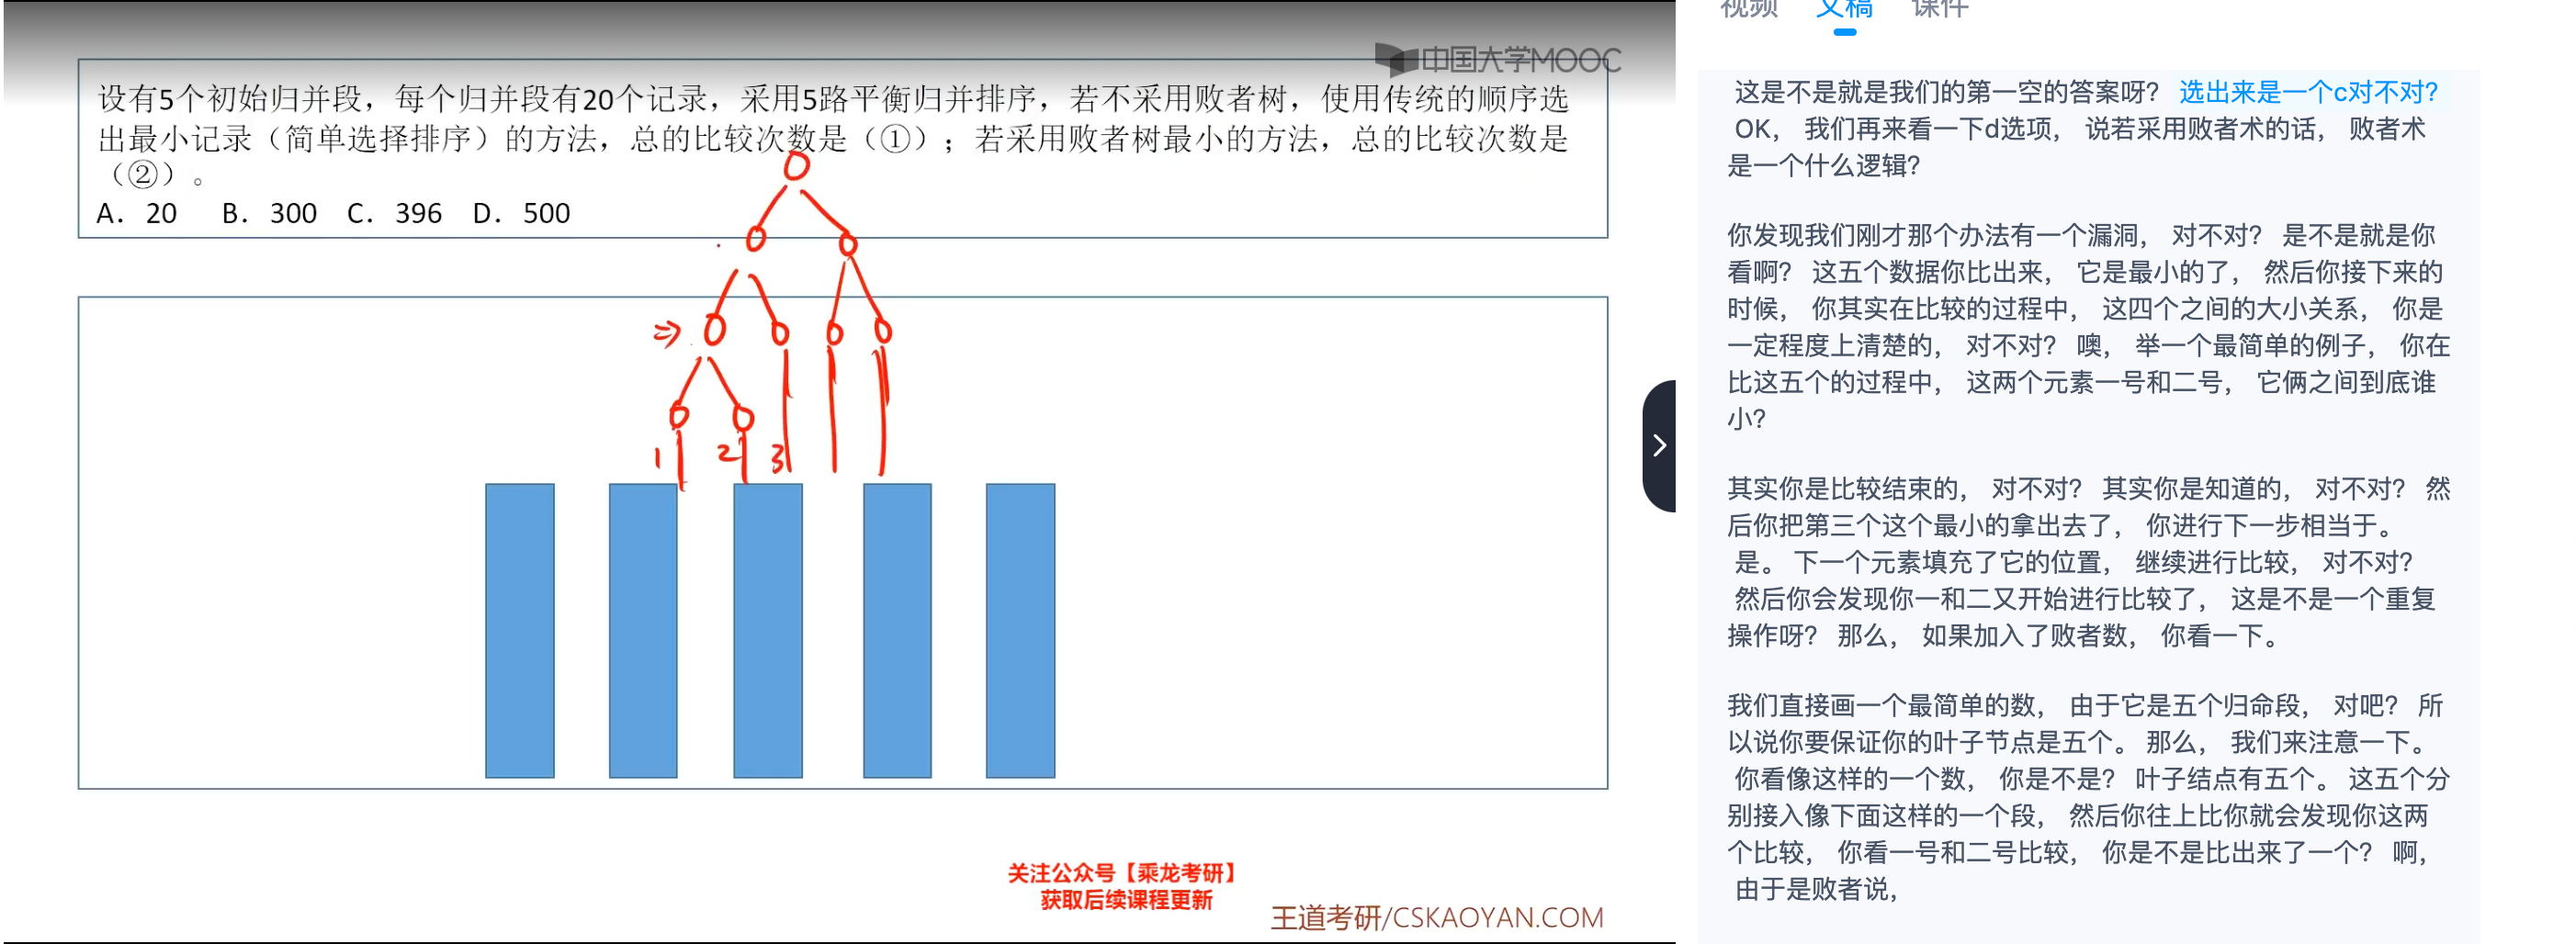 中国大学MOOC
设有5个初始归并段，每个归并段有20个记录，采用5路平衡归并排序，若不采用败者树，使用传统的顺序选
出最小记录（简单选择排序）的方法，总的比较次数是（①）；若采用败者树最小的方法，总的比较次数是
（②）。
A. 20 B. 300 C. 396 D. 500
1 2 3
关注公众号【乘龙考研】
获取后续课程更新
王道考研/CSKAOYAN.COM
视频 文稿 课件
这是不是就是我们的第一空的答案呀？ 选出来是一个c对不对？
OK， 我们再来看一下d选项， 说若采用败者术的话， 败者术
是一个什么逻辑？
你发现我们刚才那个办法有一个漏洞， 对不对？ 是不是就是你
看啊？ 这五个数据你比出来， 它是最小的了， 然后你接下来的
时候， 你其实在比较的过程中， 这四个之间的大小关系， 你是
一定程度上清楚的， 对不对？ 噢， 举一个最简单的例子， 你在
比这五个的过程中， 这两个元素一号和二号， 它俩之间到底谁
小？
其实你是比较结束的， 对不对？ 其实你是知道的， 对不对？ 然
后你把第三个这个最小的拿出去了， 你进行下一步相当于。
是。 下一个元素填充了它的位置， 继续进行比较， 对不对？
然后你会发现你一和二又开始进行比较了， 这是不是一个重复
操作呀？ 那么， 如果加入了败者数， 你看一下。
我们直接画一个最简单的数， 由于它是五个归命段， 对吧？ 所
以说你要保证你的叶子节点是五个。 那么， 我们来注意一下。
你看像这样的一个数， 你是不是？ 叶子结点有五个。 这五个分
别接入像下面这样的一个段， 然后你往上比你就会发现你这两
个比较， 你看一号和二号比较， 你是不是比出来了一个？ 啊，
由于是败者说，